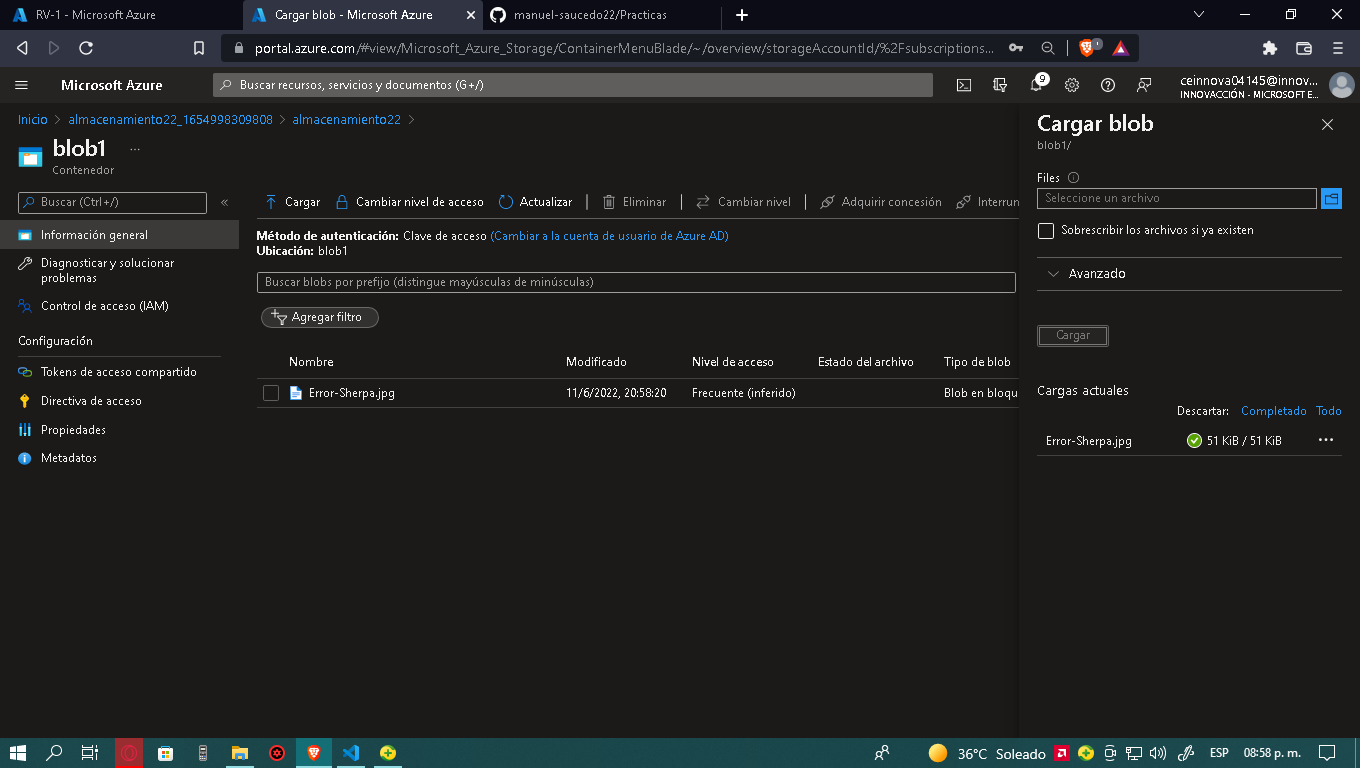 RV-1 - Microsoft Azure
Cargar blob - Microsoft Azure
manuel-saucedo22/Practicas
portal.azure.com/#view/Microsoft_Azure_Storage/ContainerMenuBlade/~/overview/storageAccountId/%2Fsubscriptions...
Microsoft Azure
Buscar recursos, servicios y documentos (G+/)
9
ceinnova04145@innov...
INNOVACCIÓN - MICROSOFT E...
Inicio > almacenamiento22_1654998309808 > almacenamiento22 >
blob1 ...
Contenedor
Buscar (Ctrl+/)
«
Información general
Diagnosticar y solucionar
problemas
Control de acceso (IAM)
Configuración
Tokens de acceso compartido
Directiva de acceso
Propiedades
Metadatos
Cargar Cambiar nivel de acceso Actualizar Eliminar Cambiar nivel Adquirir concesión Interrun
Método de autenticación: Clave de acceso (Cambiar a la cuenta de usuario de Azure AD)
Ubicación: blob1
Buscar blobs por prefijo (distingue mayúsculas de minúsculas)
Agregar filtro
Nombre Modificado Nivel de acceso Estado del archivo Tipo de blob
Error-Sherpa.jpg 11/6/2022, 20:58:20 Frecuente (inferido) Blob en bloqu
Cargar blob
blob1/
Files
Seleccione un archivo
Sobrescribir los archivos si ya existen
Avanzado
Cargar
Cargas actuales
Descartar: Completado Todo
Error-Sherpa.jpg 51 KiB / 51 KiB ...
36°C Soleado ESP 08:58 p. m.